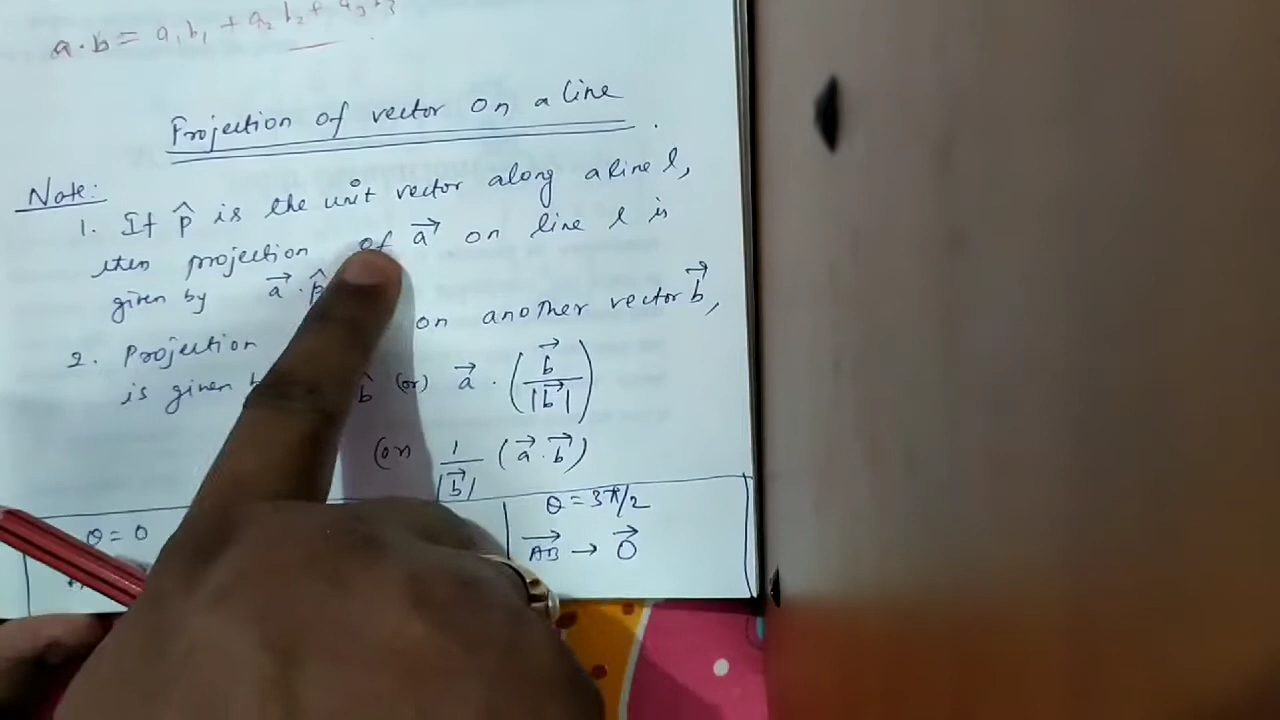 a·b = a₁b₁ + a₂b₂ + a₃b₃
Projection of vector on a line
Note:
1. If p̂ is the unit vector along a line l,
then projection of a⃗ on line l is
given by a⃗ · p̂
2. Projection on another vector b⃗,
is given b̂ (or) a⃗ · (b⃗ / |b⃗|)
(or 1/|b⃗| (a⃗ · b⃗)
θ = 0
θ = 3π/2
AB⃗ → 0⃗